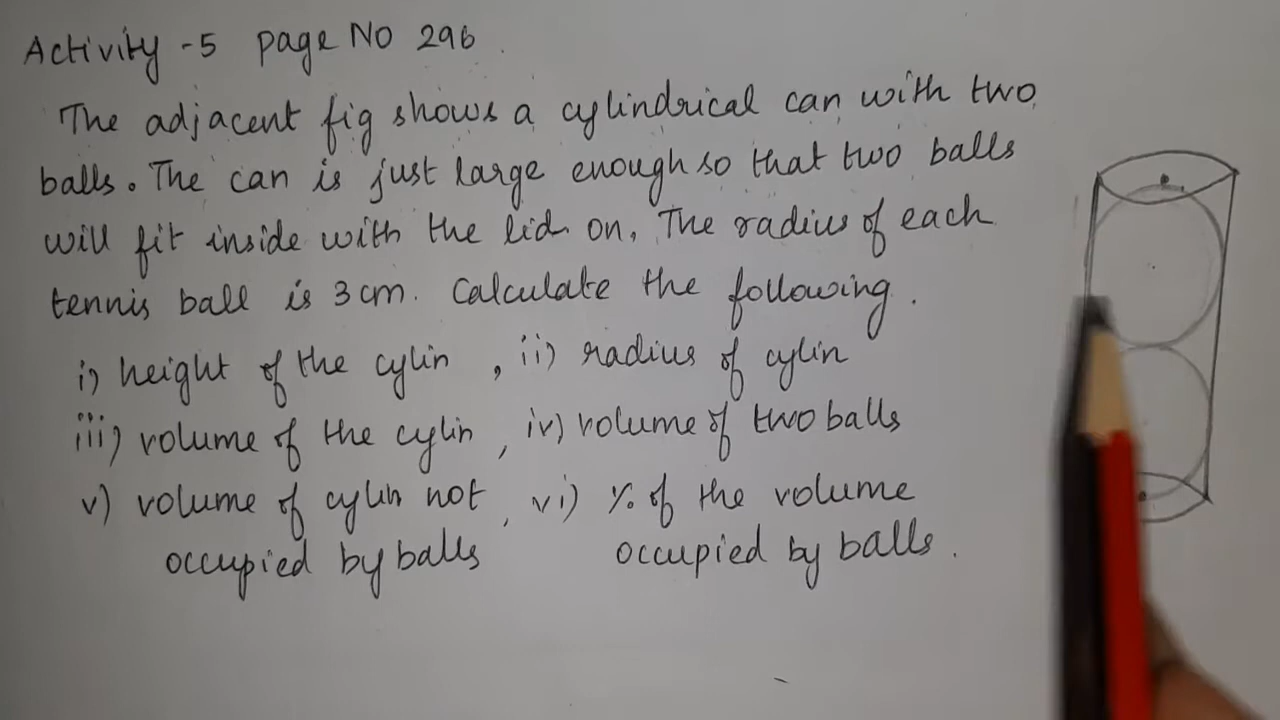 Activity -5 page No 296.
The adjacent fig shows a cylindrical can with two
balls. The can is just large enough so that two balls
will fit inside with the lid on. The radius of each
tennis ball is 3 cm. Calculate the following.
i) height of the cylin, ii) radius of cylin
iii) volume of the cylin, iv) volume of two balls
v) volume of cylin not occupied by balls, vi) % of the volume occupied by balls.